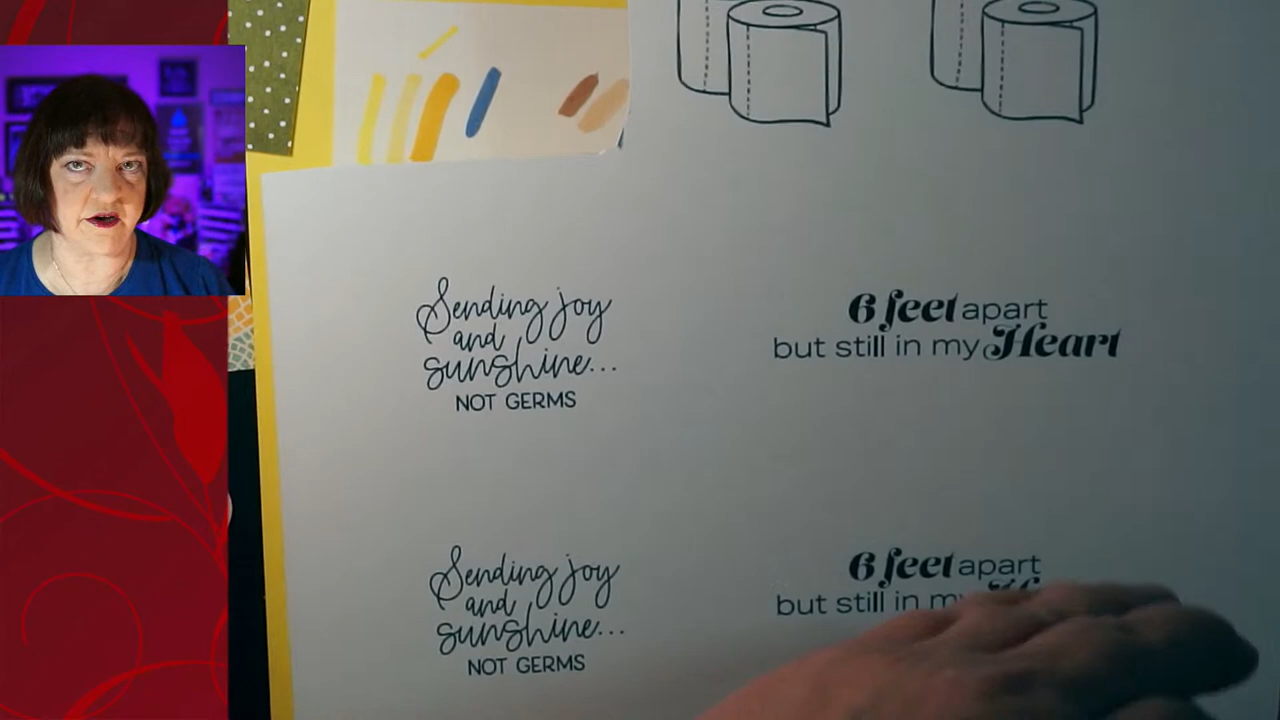 Sending joy
and
sunshine...
NOT GERMS
6 feet apart
but still in my Heart
Sending joy
and
sunshine...
NOT GERMS
6 feet apart
but still in my